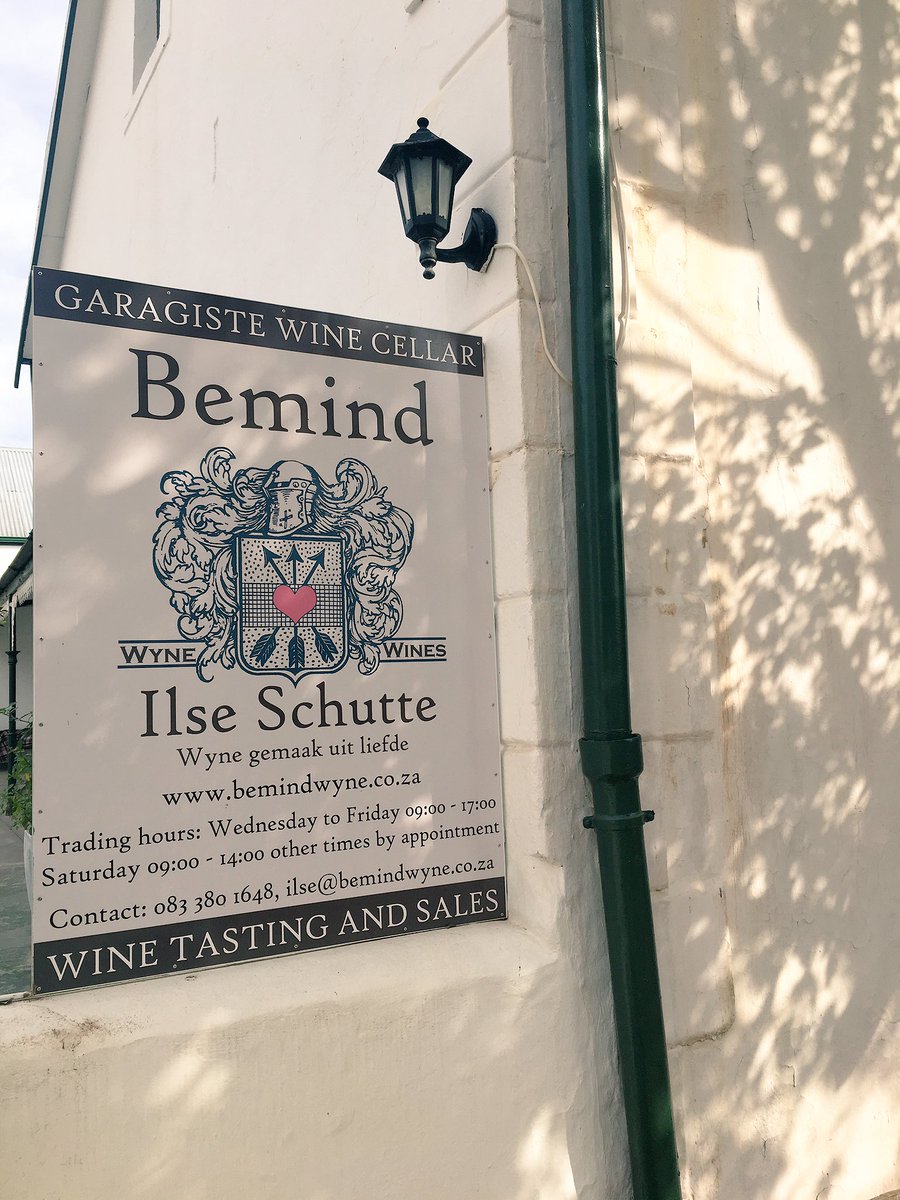 GARAGISTE WINE CELLAR
Bemind
WYNE WINES
Ilse Schutte
Wyne gemaak uit liefde
www.bemindwyne.co.za
Trading hours: Wednesday to Friday 09:00 - 17:00
Saturday 09:00 - 14:00 other times by appointment
Contact: 083 380 1648, ilse@bemindwyne.co.za
WINE TASTING AND SALES